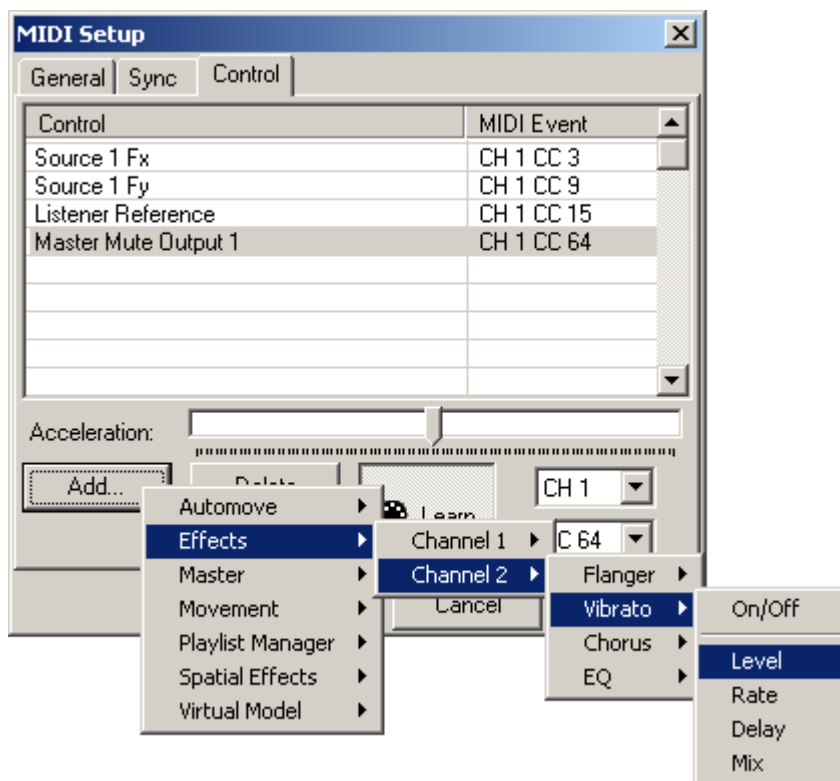 MIDI Setup
General Sync Control
Control MIDI Event
Source 1 Fx CH 1 CC 3
Source 1 Fy CH 1 CC 9
Listener Reference CH 1 CC 15
Master Mute Output 1 CH 1 CC 64
Acceleration:
Add... Delete Learn CH 1
C 64
Cancel
Automove
Effects
Master
Movement
Playlist Manager
Spatial Effects
Virtual Model
Channel 1
Channel 2
Flanger
Vibrato
Chorus
EQ
On/Off
Level
Rate
Delay
Mix